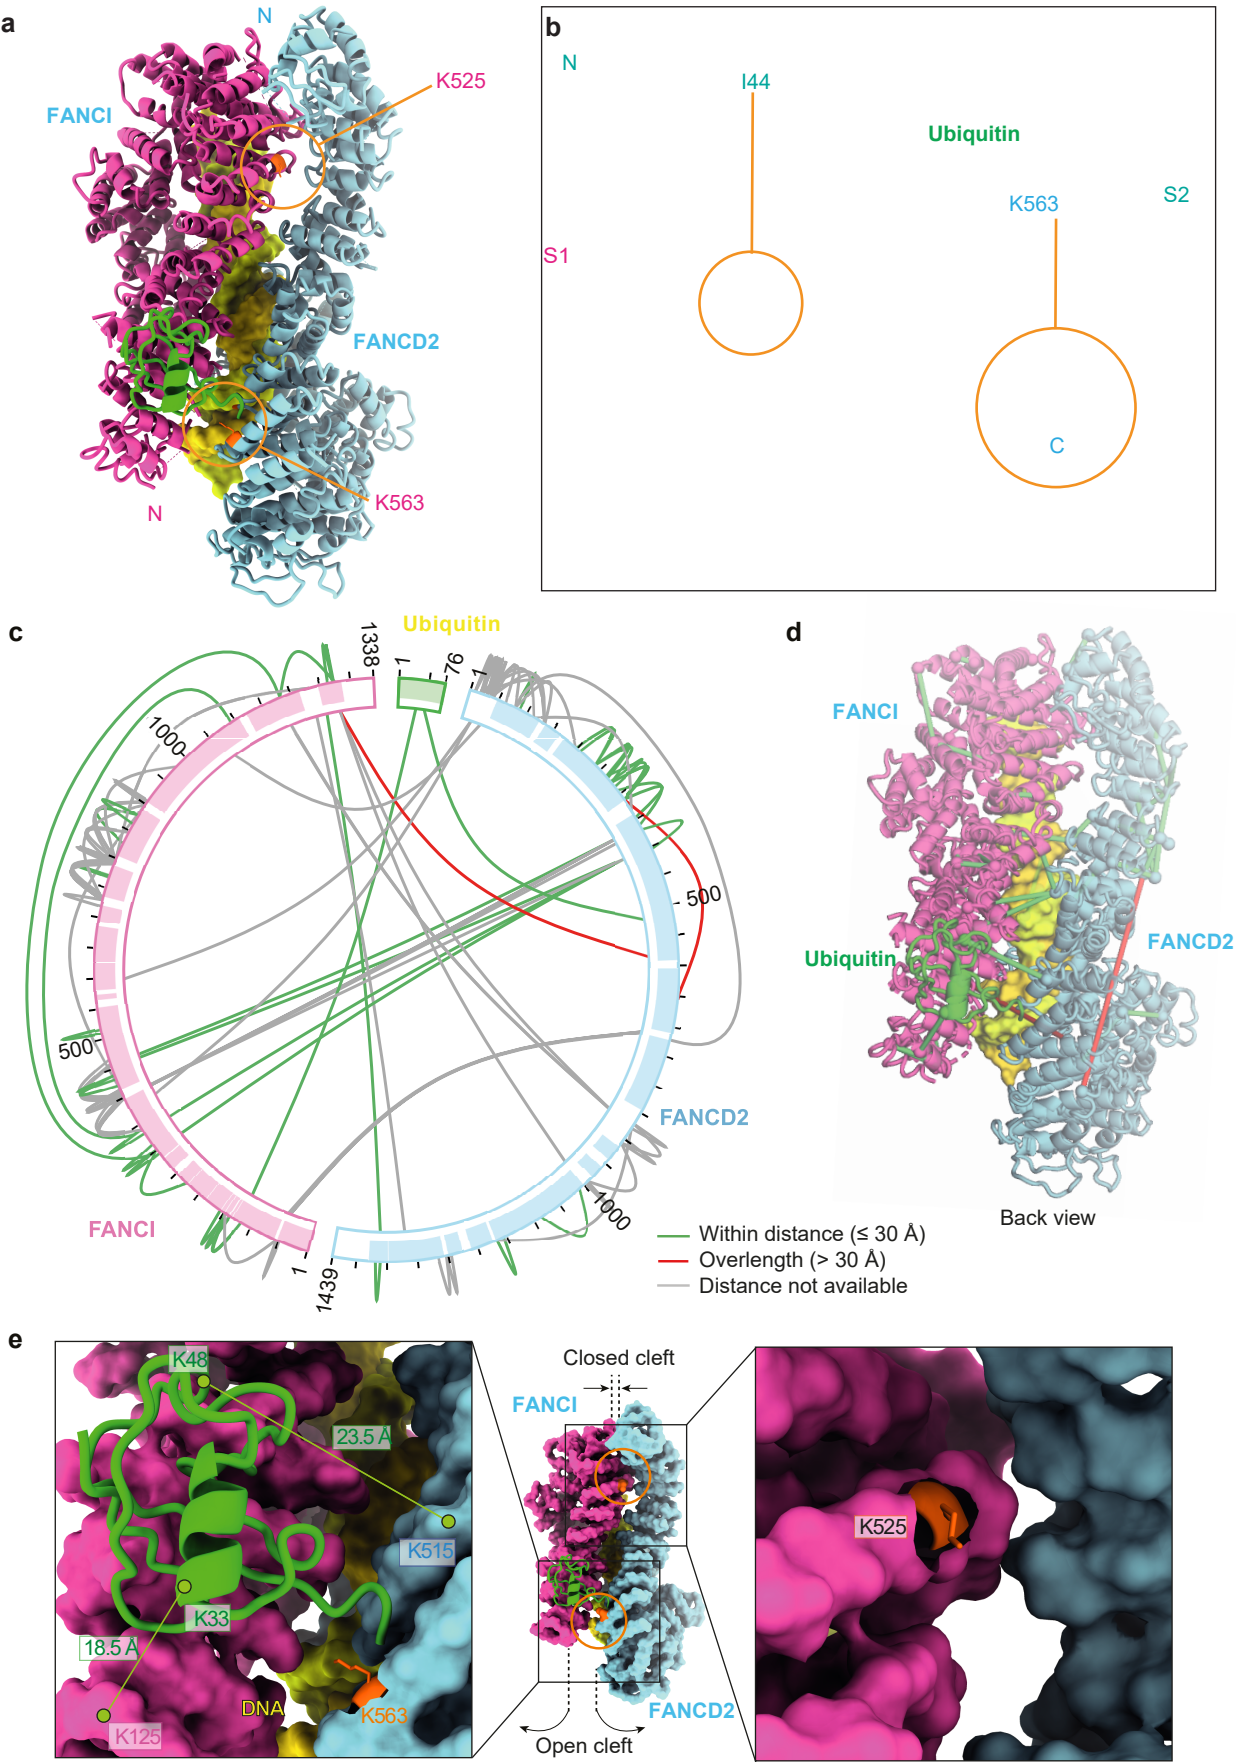 a
N
K525
FANCI
FANCD2
N
K563
b
N
I44
Ubiquitin
K563
S2
S1
C
c
Ubiquitin
1338
1
76
1
1000
500
500
FANCD2
1000
FANCI
1
1439
Within distance (≤ 30 Å)
Overlength (> 30 Å)
Distance not available
d
FANCI
Ubiquitin
FANCD2
Back view
e
K48
23.5 Å
K515
K33
18.5 Å
DNA
K563
K125
Closed cleft
FANCI
FANCD2
Open cleft
K525